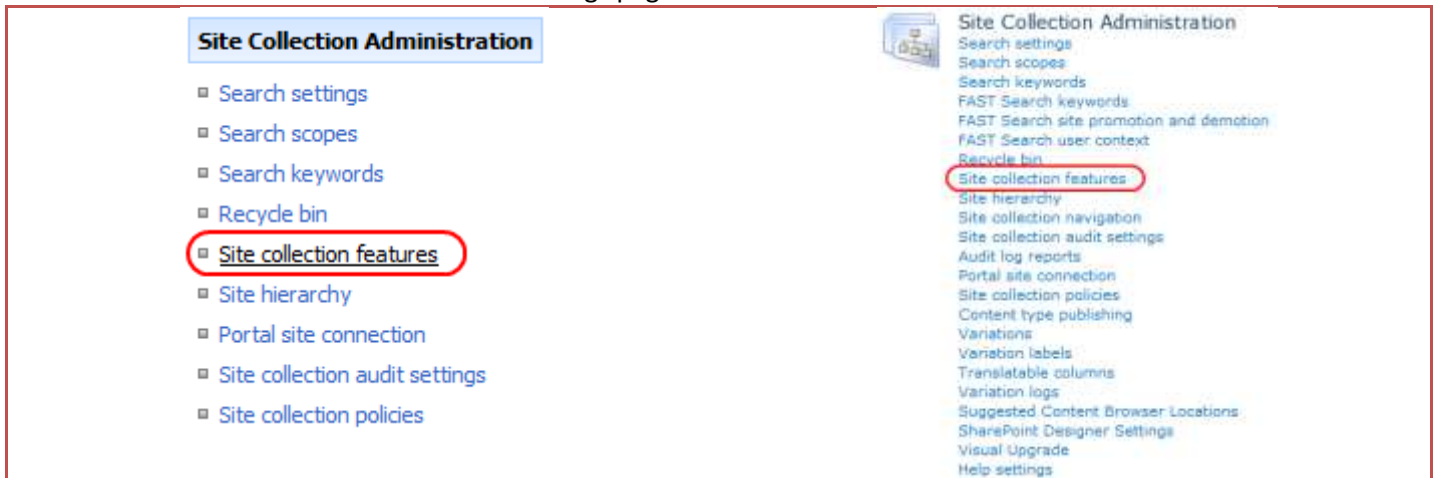 Site Collection Administration
Search settings
Search scopes
Search keywords
Recycle bin
Site collection features
Site hierarchy
Portal site connection
Site collection audit settings
Site collection policies
Site Collection Administration
Search settings
Search scopes
Search keywords
FAST Search keywords
FAST Search site promotion and demotion
FAST Search user context
Recycle bin
Site collection features
Site hierarchy
Site collection navigation
Site collection audit settings
Audit log reports
Portal site connection
Site collection policies
Content type publishing
Variations
Variation labels
Translatable columns
Variation logs
Suggested Content Browser Locations
SharePoint Designer Settings
Visual Upgrade
Help settings